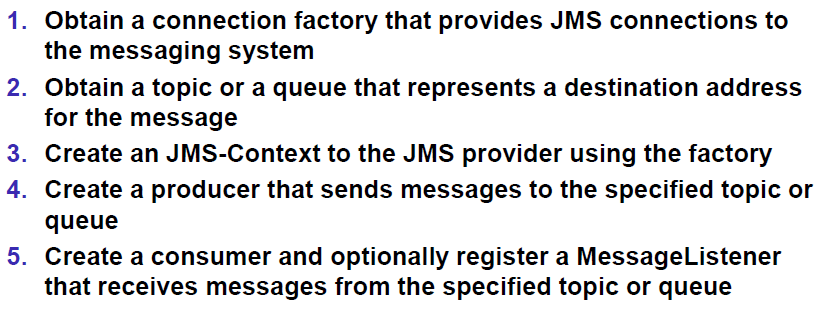 1. Obtain a connection factory that provides JMS connections to
the messaging system
2. Obtain a topic or a queue that represents a destination address
for the message
3. Create an JMS-Context to the JMS provider using the factory
4. Create a producer that sends messages to the specified topic or
queue
5. Create a consumer and optionally register a MessageListener
that receives messages from the specified topic or queue